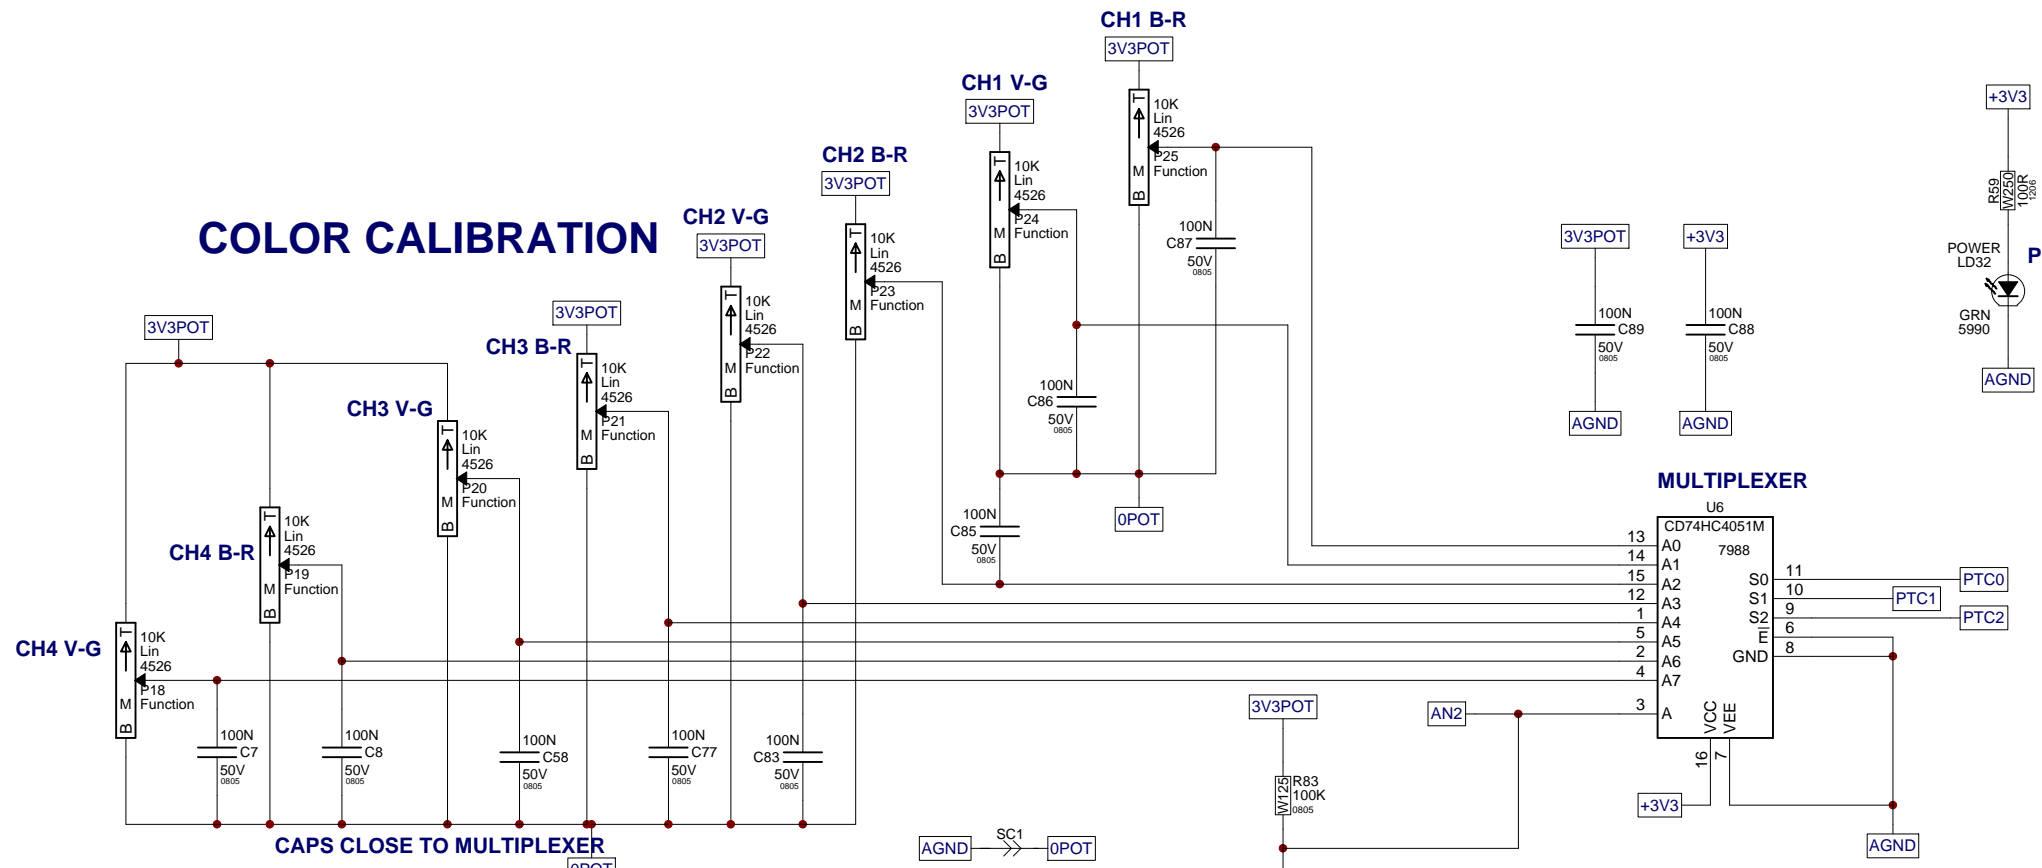 CH1 B-R
3V3POT
10K
Lin
4526
P25
Function
T
M
B
100N
C87
50V
0805
CH1 V-G
3V3POT
10K
Lin
4526
P24
Function
T
M
B
100N
C86
50V
0805
CH2 B-R
3V3POT
10K
Lin
4526
P23
Function
T
M
B
100N
C85
50V
0805
0POT
COLOR CALIBRATION
CH2 V-G
3V3POT
10K
Lin
4526
P22
Function
T
M
B
100N
C83
50V
0805
CH3 B-R
3V3POT
10K
Lin
4526
P21
Function
T
M
B
100N
C77
50V
0805
3V3POT
CH3 V-G
10K
Lin
4526
P20
Function
T
M
B
100N
C58
50V
0805
CH4 B-R
10K
Lin
4526
P19
Function
T
M
B
100N
C8
50V
0805
CH4 V-G
10K
Lin
4526
P18
Function
T
M
B
100N
C7
50V
0805
CAPS CLOSE TO MULTIPLEXER
0POT
AGND
SC1
0POT
3V3POT
R83
W125
100K
0805
AN2
3V3POT
100N
C89
50V
0805
AGND
+3V3
100N
C88
50V
0805
AGND
+3V3
R59
W250
100R
1206
POWER
LD32
P
GRN
5990
AGND
MULTIPLEXER
U6
CD74HC4051M
7988
13 A0
14 A1
15 A2
12 A3
1 A4
5 A5
2 A6
4 A7
3 A
S0 11 PTC0
S1 10 PTC1
S2 9 PTC2
E 6
GND 8
VCC
VEE
16
7
+3V3
AGND